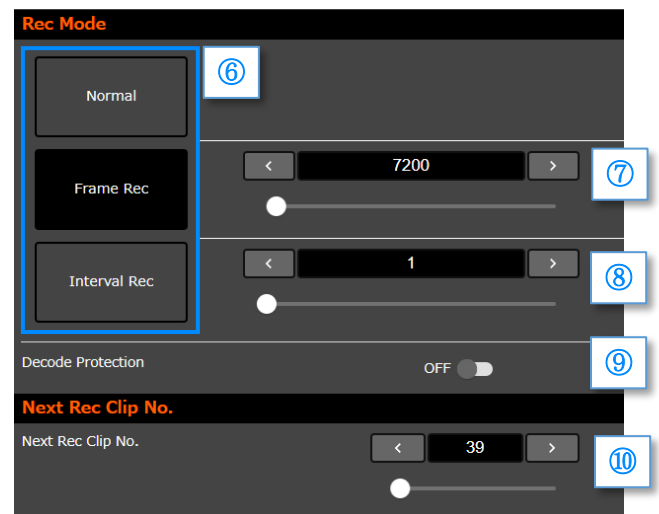 Rec Mode
⑥
Normal
Frame Rec
< 7200 >
⑦
Interval Rec
< 1 >
⑧
Decode Protection OFF
⑨
Next Rec Clip No.
Next Rec Clip No. < 39 >
⑩